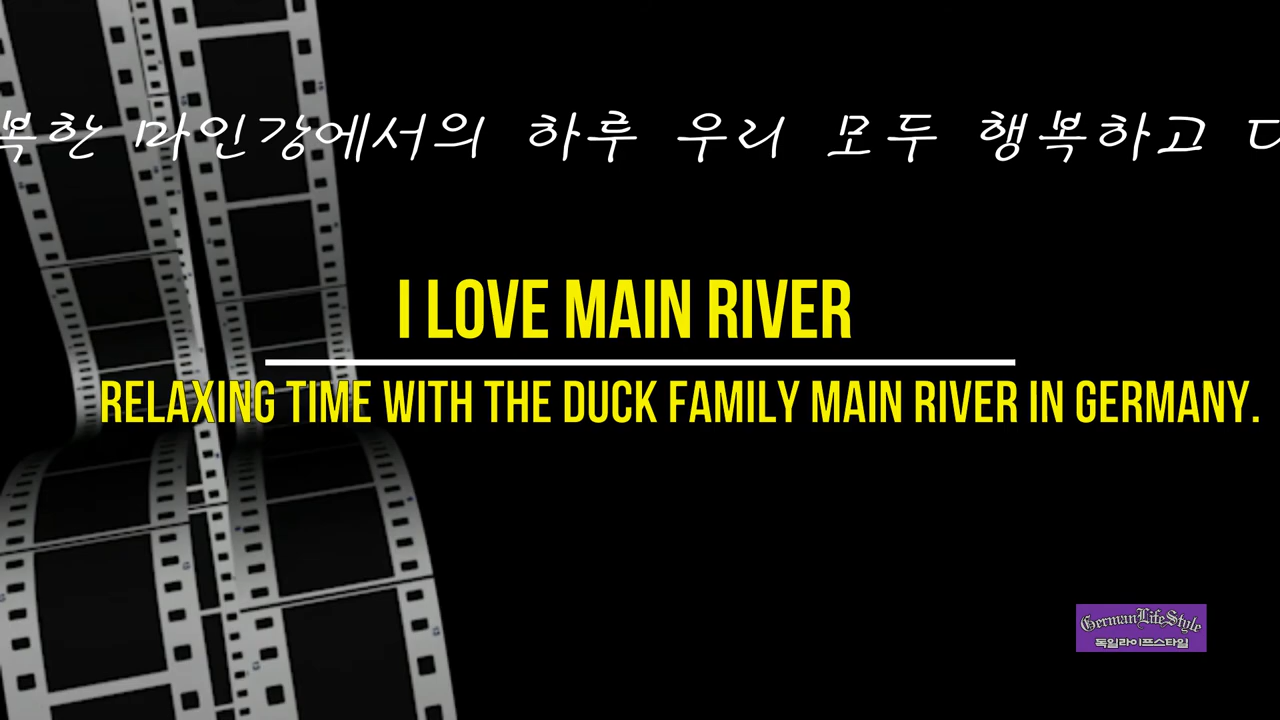 복한 마인강에서의 하루 우리 모두 행복하고
I LOVE MAIN RIVER
RELAXING TIME WITH THE DUCK FAMILY MAIN RIVER IN GERMANY.
GermanLifeStyle
독일라이프스타일